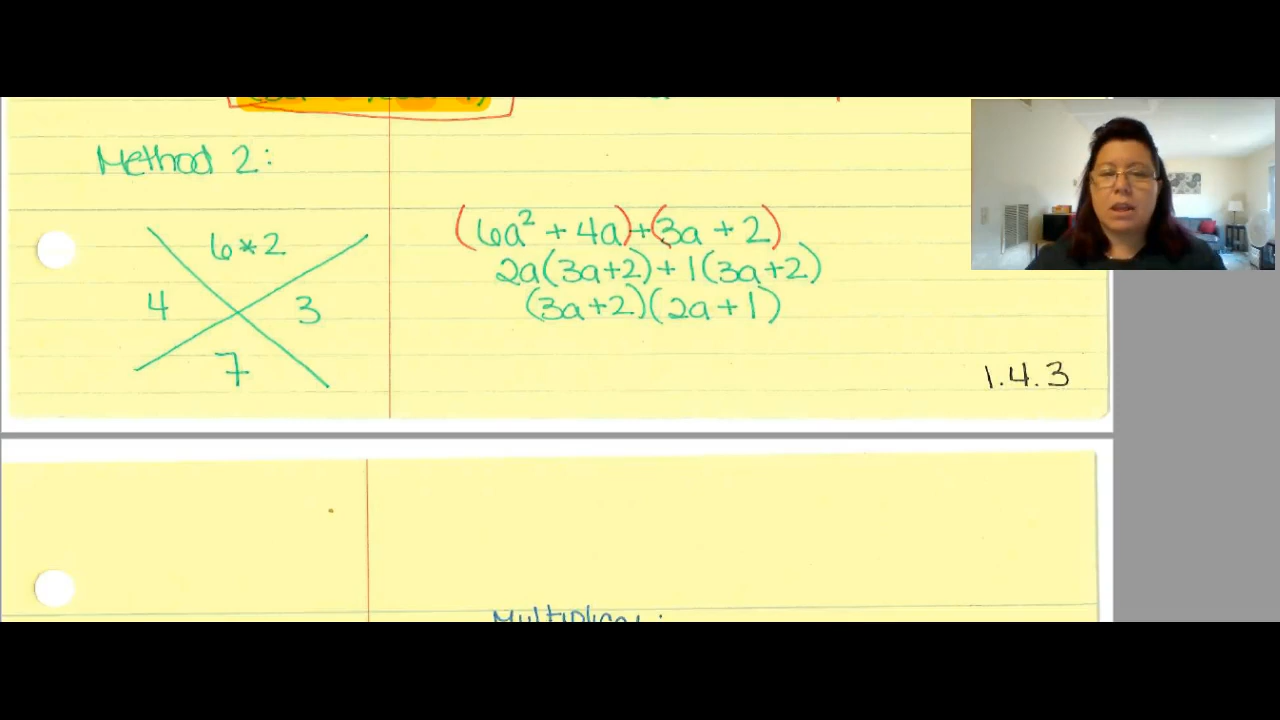 Method 2:
6*2
4
3
7
(6a² + 4a)+(3a + 2)
2a(3a+2)+ 1(3a+2)
(3a+2)(2a+1)
1.4.3